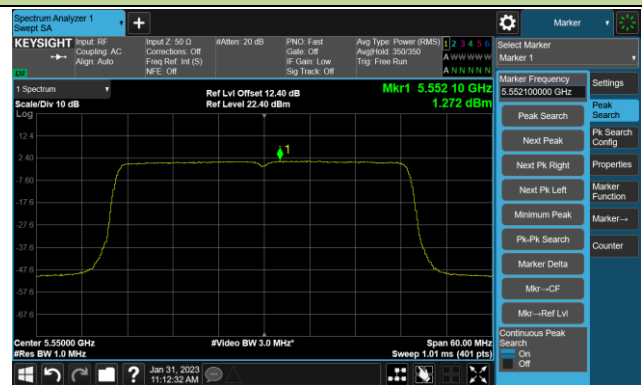 Spectrum Analyzer 1
Swept SA
+
Marker
KEYSIGHT
Input: RF
Coupling: AC
Align: Auto
Input Z: 50 Ω
Corrections: Off
Freq Ref: Int (S)
NFE: Off
#Atten: 20 dB
PNO: Fast
Gate: Off
IF Gain: Low
Sig Track: Off
Avg Type: Power (RMS)
Avg|Hold: 350/350
Trig: Free Run
1 2 3 4 5 6
A W W W W W
A N N N N N
Select Marker
Marker 1
1 Spectrum
Scale/Div 10 dB
Log
Ref Lvl Offset 12.40 dB
Ref Level 22.40 dBm
Mkr1 5.552 10 GHz
1.272 dBm
12.4
2.40
-7.60
-17.6
-27.6
-37.6
-47.6
-57.6
-67.6
1
Center 5.55000 GHz
#Res BW 1.0 MHz
#Video BW 3.0 MHz*
Span 60.00 MHz
Sweep 1.01 ms (401 pts)
Marker Frequency
5.552100000 GHz
Peak Search
Next Peak
Next Pk Right
Next Pk Left
Minimum Peak
Pk-Pk Search
Marker Delta
Mkr→CF
Mkr→Ref Lvl
Continuous Peak
Search
On
Off
Settings
Peak
Search
Pk Search
Config
Properties
Marker
Function
Marker→
Counter
?
Jan 31, 2023
11:12:32 AM